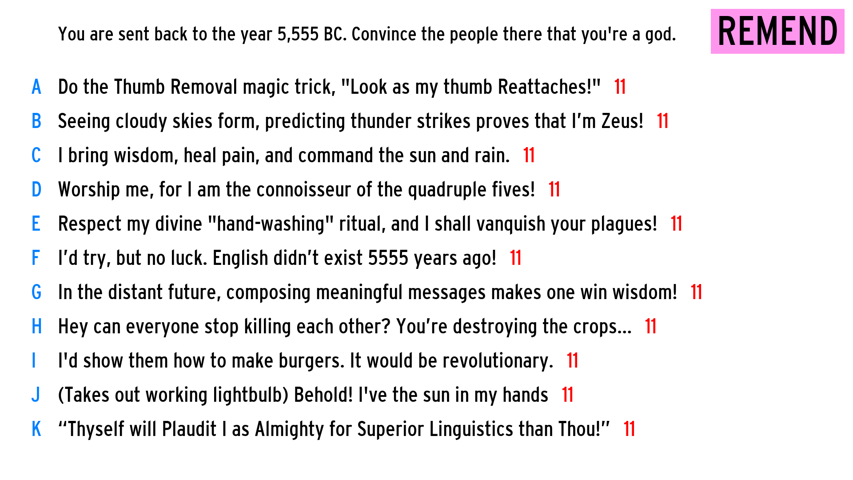 You are sent back to the year 5,555 BC. Convince the people there that you're a god.
REMEND
A Do the Thumb Removal magic trick, "Look as my thumb Reattaches!" 11
B Seeing cloudy skies form, predicting thunder strikes proves that I'm Zeus! 11
C I bring wisdom, heal pain, and command the sun and rain. 11
D Worship me, for I am the connoisseur of the quadruple fives! 11
E Respect my divine "hand-washing" ritual, and I shall vanquish your plagues! 11
F I’d try, but no luck. English didn’t exist 5555 years ago! 11
G In the distant future, composing meaningful messages makes one win wisdom! 11
H Hey can everyone stop killing each other? You’re destroying the crops... 11
I I'd show them how to make burgers. It would be revolutionary. 11
J (Takes out working lightbulb) Behold! I've the sun in my hands 11
K “Thyself will Plaudit I as Almighty for Superior Linguistics than Thou!” 11